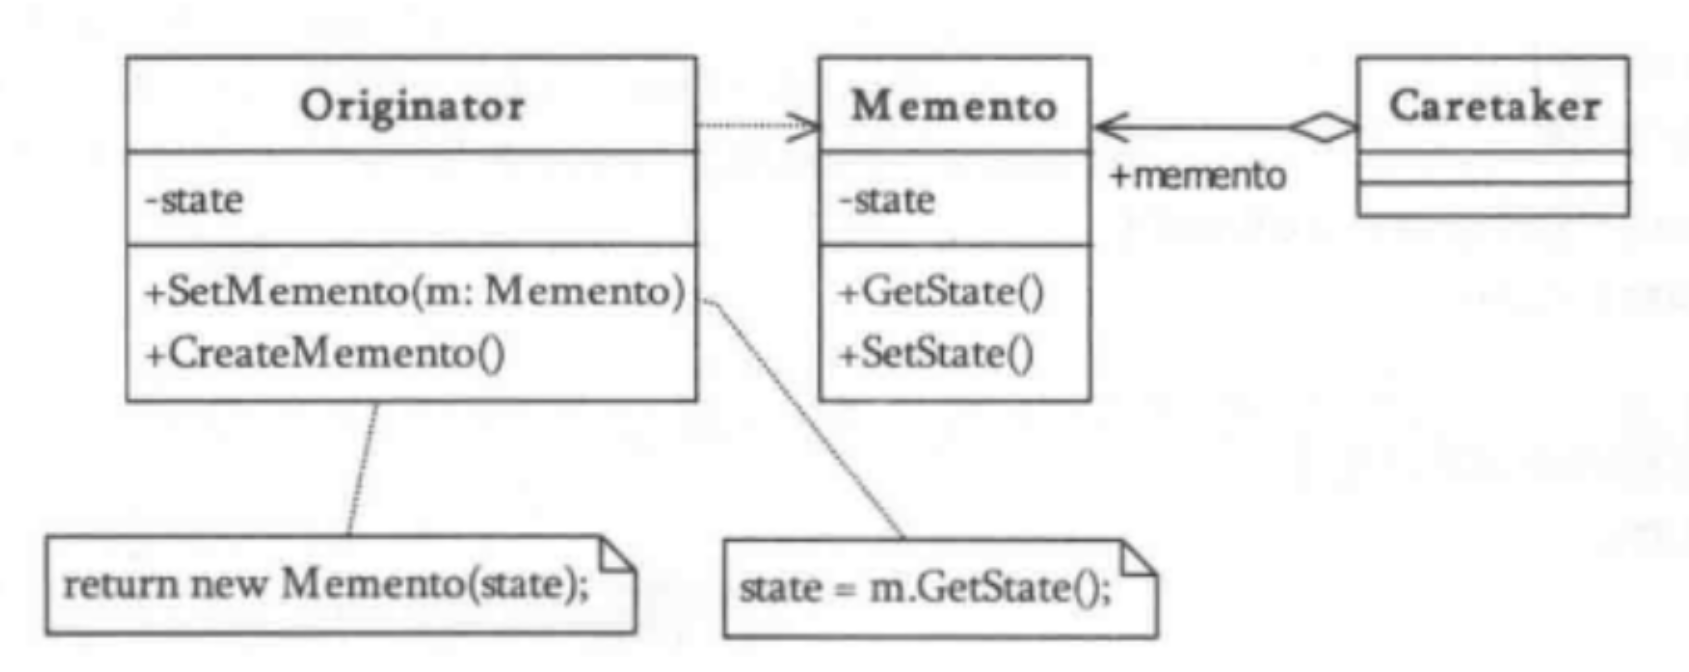 Originator
-state
+SetMemento(m: Memento)
+CreateMemento()
Memento
-state
+GetState()
+SetState()
+memento
Caretaker
return new Memento(state);
state = m.GetState();